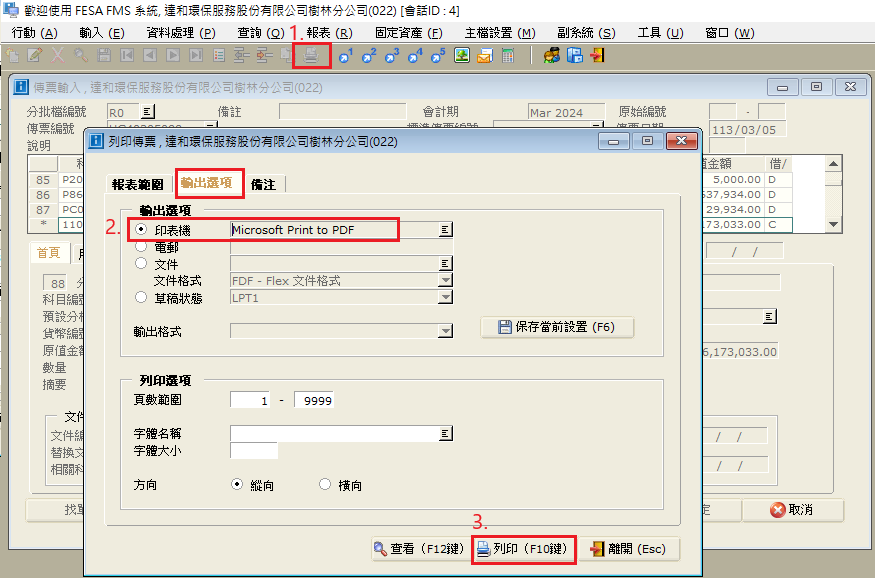 歡迎使用 FESA FMS 系統, 達和環保服務股份有限公司樹林分公司(022) [會話ID : 4]
行動 (A) 輸入 (E) 資料處理 (P) 查詢 (Q) 報表 (R) 固定資產 (F) 主檔設置 (M) 副系統 (S) 工具 (U) 窗口 (W)
1.
1 2 3 4 5
傳票輸入 , 達和環保服務股份有限公司樹林分公司(022)
分批檔編號 R0 備註 會計期 Mar 2024 原始編號 -
傳票編號 113/03/05
說明
列印傳票 , 達和環保服務股份有限公司樹林分公司(022)
值金額 借/
85 P20 5,000.00 D
86 P86 537,934.00 D
87 PC0 29,934.00 D
* 110 173,033.00 C
報表範圍 輸出選項 備注
輸出選項
2.
印表機 Microsoft Print to PDF
電郵
文件
文件格式 FDF - Flex 文件格式
草稿狀態 LPT1
輸出格式
保存當前設置 (F6)
列印選項
頁數範圍 1 - 9999
字體名稱
字體大小
方向 縱向 橫向
3.
查看 (F12鍵) 列印 (F10鍵) 離開 (Esc)
首頁
88
科目編號
預設分
貨幣編
原值金額 6,173,033.00
數量
摘要
文件
文件編
替換文
相關科
/ /
/ /
/ /
找單
定
取消